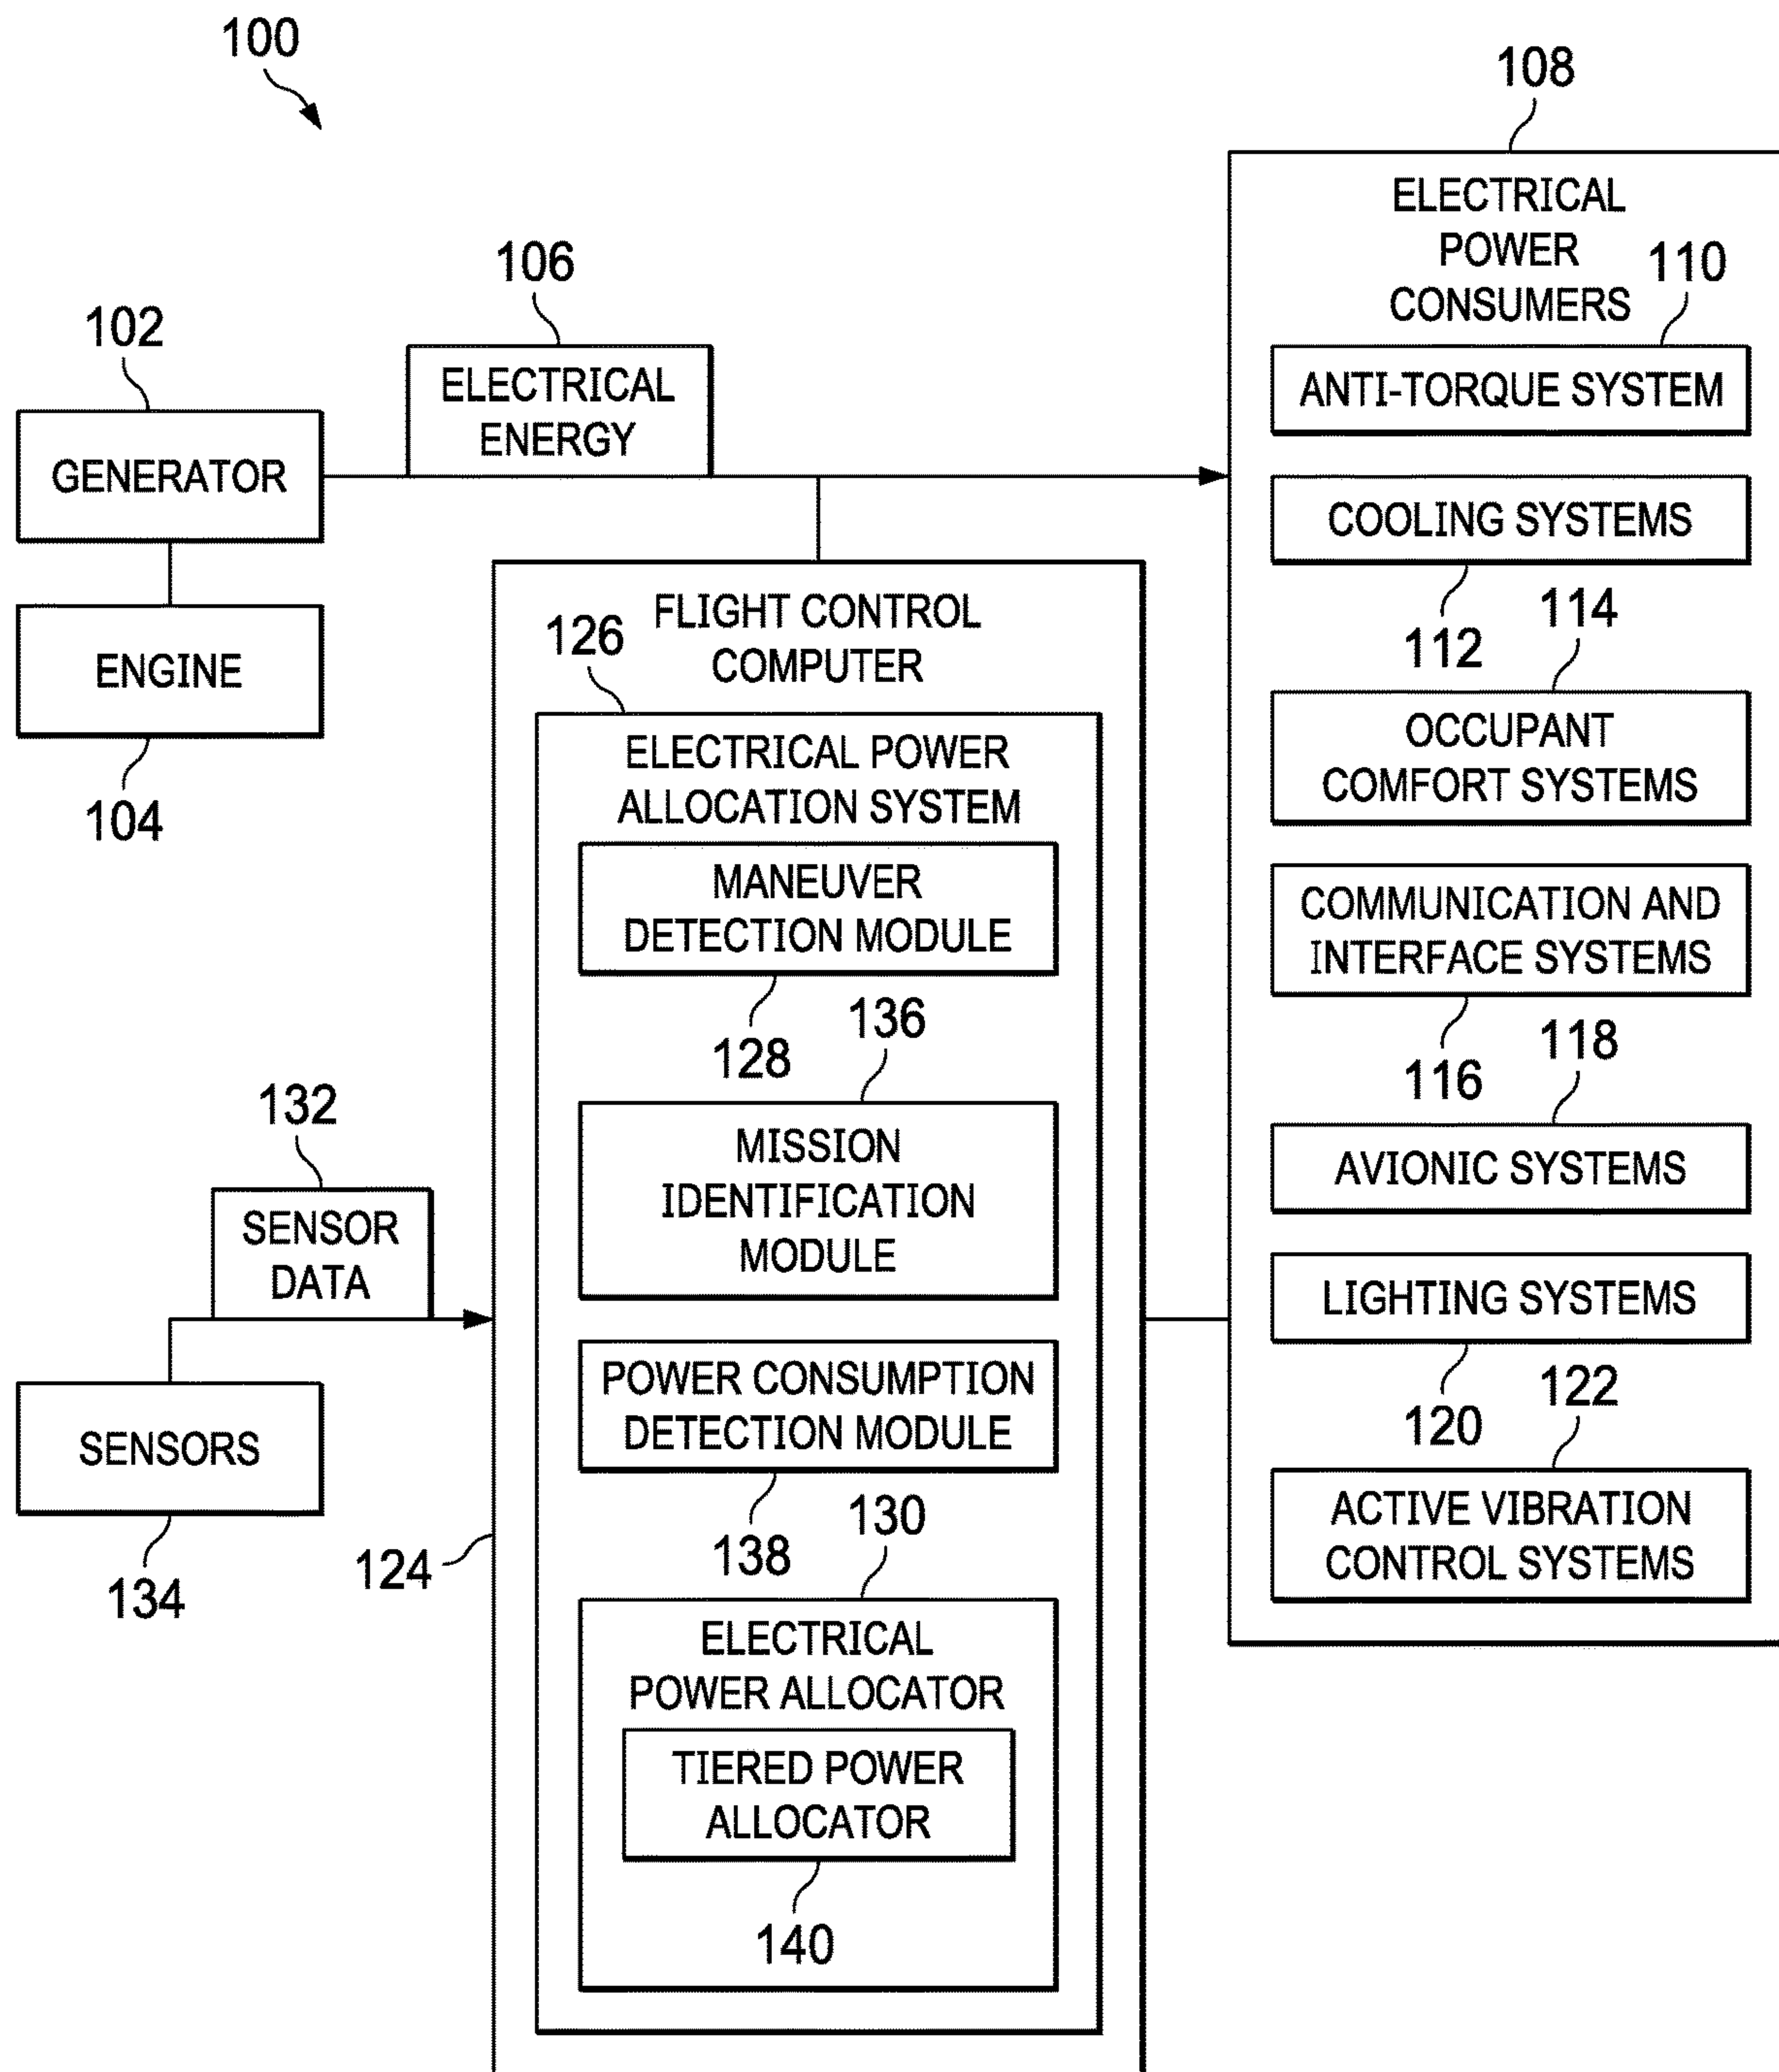 100
108
ELECTRICAL
POWER
CONSUMERS
110
ANTI-TORQUE SYSTEM
COOLING SYSTEMS
112
114
OCCUPANT
COMFORT SYSTEMS
COMMUNICATION AND
INTERFACE SYSTEMS
116
118
AVIONIC SYSTEMS
LIGHTING SYSTEMS
120
122
ACTIVE VIBRATION
CONTROL SYSTEMS
106
ELECTRICAL
ENERGY
102
GENERATOR
ENGINE
104
FLIGHT CONTROL
COMPUTER
126
ELECTRICAL POWER
ALLOCATION SYSTEM
MANEUVER
DETECTION MODULE
128
136
MISSION
IDENTIFICATION
MODULE
POWER CONSUMPTION
DETECTION MODULE
138
130
ELECTRICAL
POWER ALLOCATOR
TIERED POWER
ALLOCATOR
140
132
SENSOR
DATA
SENSORS
134
124